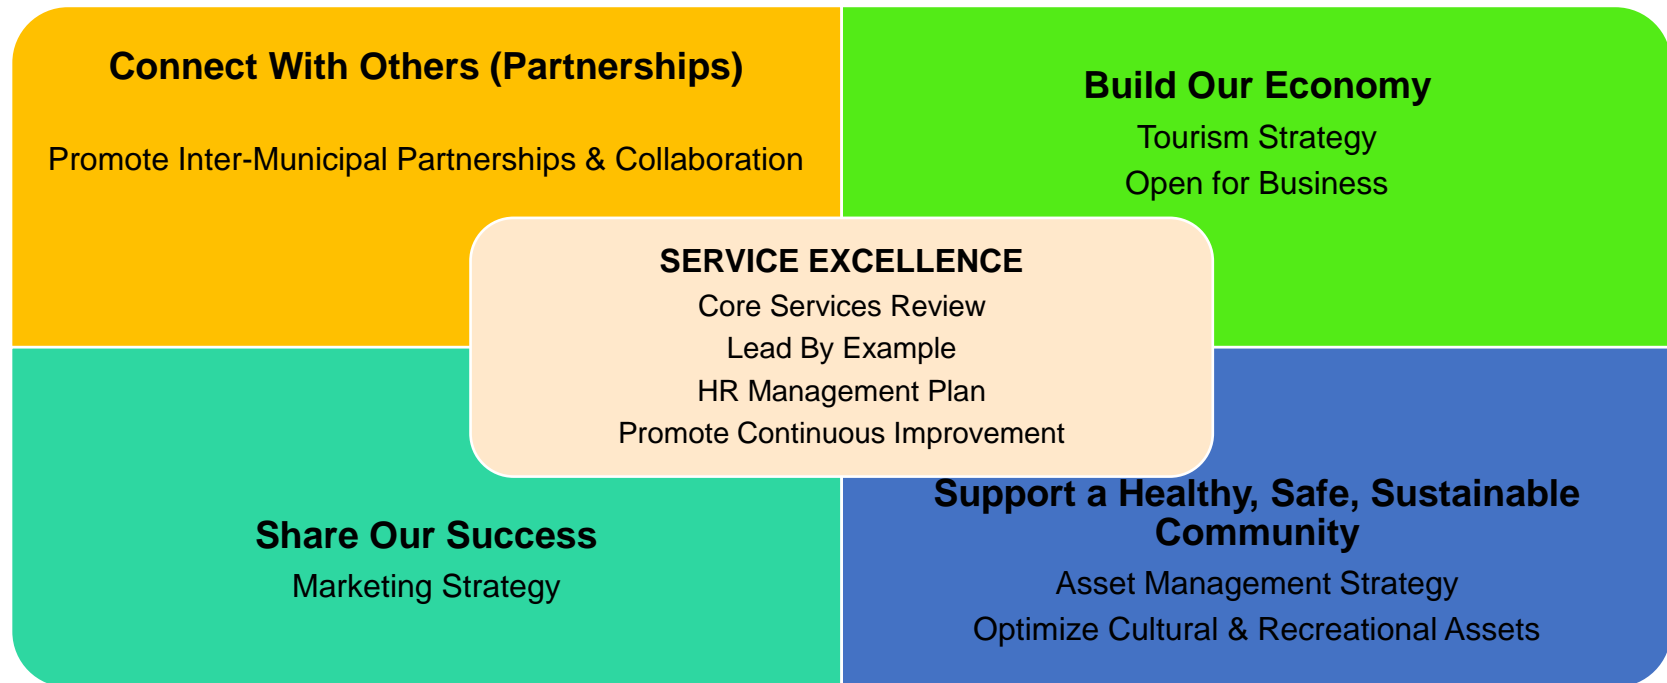 Connect With Others (Partnerships)
Promote Inter-Municipal Partnerships & Collaboration
Build Our Economy
Tourism Strategy
Open for Business
SERVICE EXCELLENCE
Core Services Review
Lead By Example
HR Management Plan
Promote Continuous Improvement
Share Our Success
Marketing Strategy
Support a Healthy, Safe, Sustainable
Community
Asset Management Strategy
Optimize Cultural & Recreational Assets